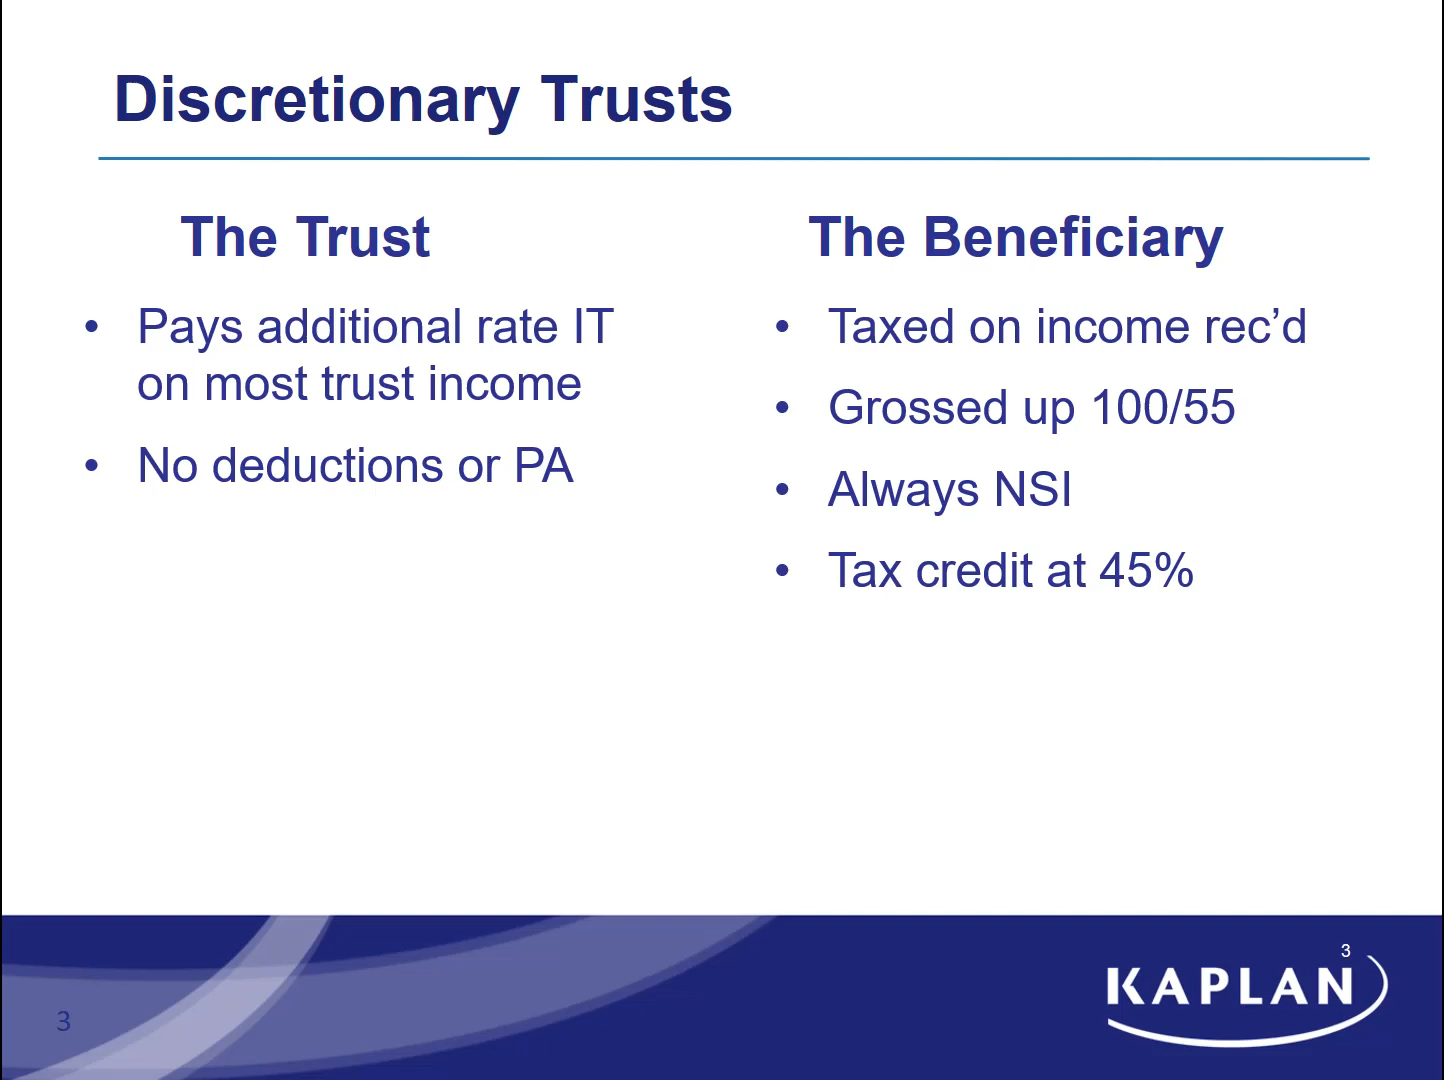 Discretionary Trusts
The Trust
• Pays additional rate IT
on most trust income
• No deductions or PA
The Beneficiary
• Taxed on income rec’d
• Grossed up 100/55
• Always NSI
• Tax credit at 45%
3
3
KAPLAN